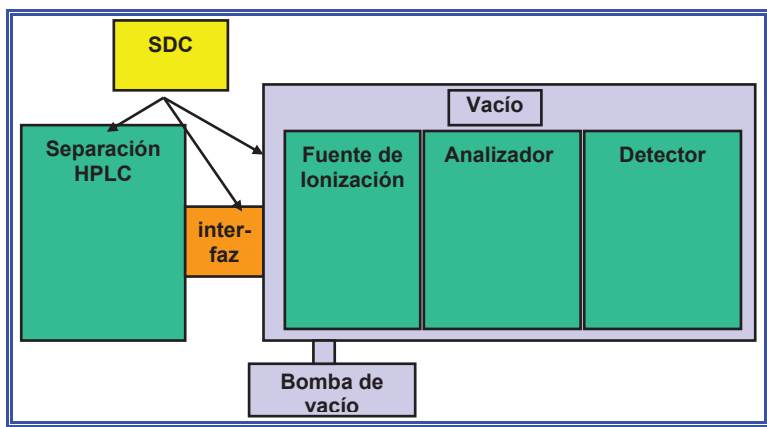 SDC
Vacío
Separación
HPLC
Fuente de
Ionización
Analizador
Detector
inter-
faz
Bomba de
vacío